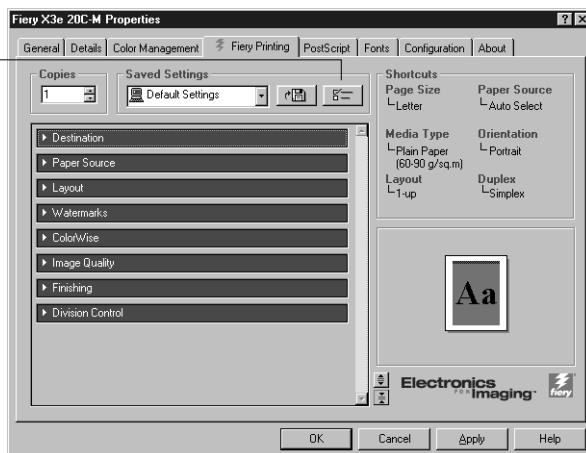 Fiery X3e 20C-M Properties
General Details Color Management Fiery Printing PostScript Fonts Configuration About
Copies
1
Saved Settings
Default Settings
Destination
Paper Source
Layout
Watermarks
ColorWise
Image Quality
Finishing
Division Control
Shortcuts
Page Size
Letter
Paper Source
Auto Select
Media Type
Plain Paper
(60-90 g/sq.m)
Orientation
Portrait
Layout
1-up
Duplex
Simplex
Aa
Electronics
FOR Imaging
fiery
OK Cancel Apply Help